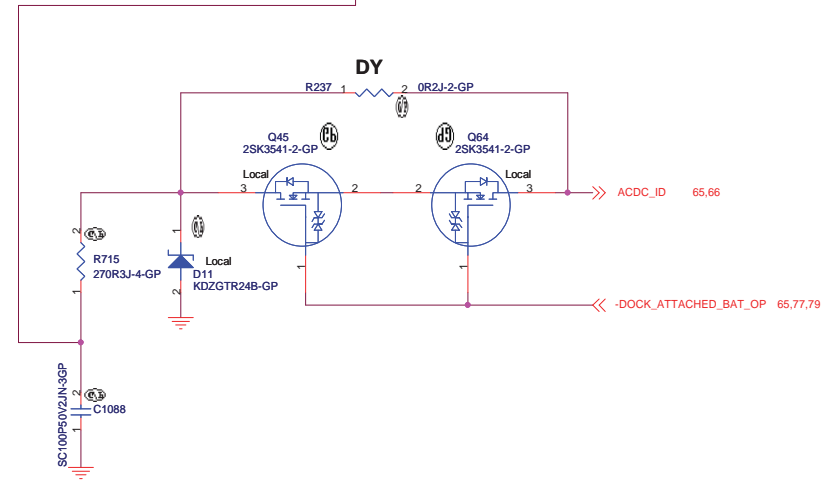 DY
R237 1 2 0R2J-2-GP
Q45
2SK3541-2-GP
Q64
2SK3541-2-GP
Local
Local
3 2 2 3
ACDC_ID 65,66
1
2
R715
270R3J-4-GP
1
Local
D11
KDZGTR24B-GP
2
1
1
-DOCK_ATTACHED_BAT_OP 65,77,79
SC100P50V2JN-3GP
2
C1088
1